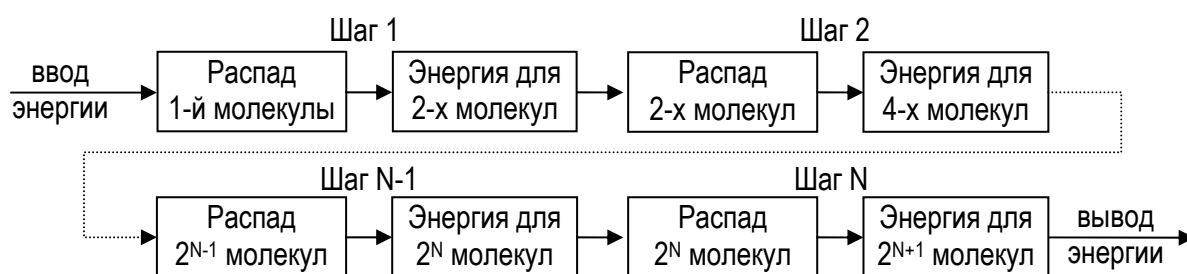 Шаг 1
Шаг 2
ввод
энергии
Распад
1-й молекулы
Энергия для
2-х молекул
Распад
2-х молекул
Энергия для
4-х молекул
Шаг N-1
Шаг N
Распад
2ᴺ⁻¹ молекул
Энергия для
2ᴺ молекул
Распад
2ᴺ молекул
Энергия для
2ᴺ⁺¹ молекул
вывод
энергии